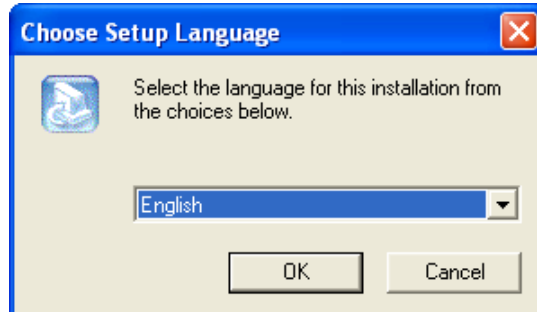 Choose Setup Language
Select the language for this installation from
the choices below.
English
OK
Cancel